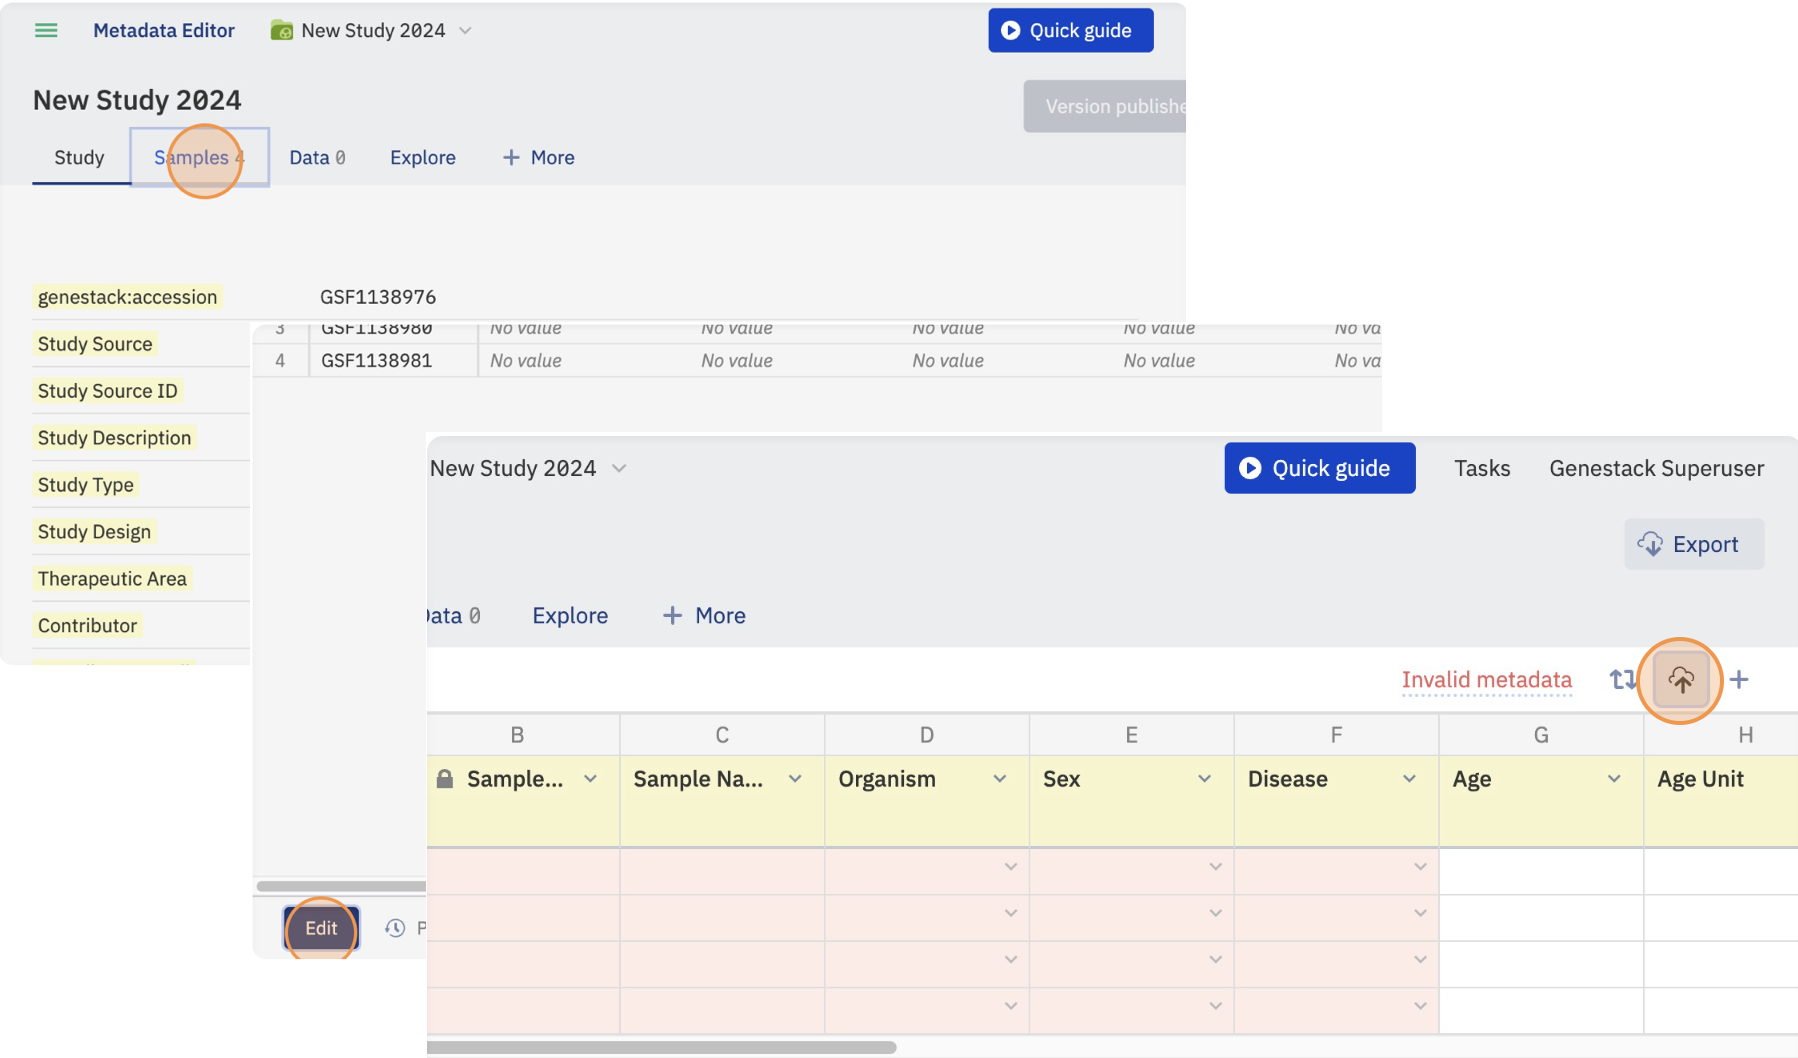 Metadata Editor New Study 2024 Quick guide
New Study 2024
Version publishe
Study Samples 4 Data 0 Explore + More
genestack:accession GSF1138976
Study Source
Study Source ID
Study Description
Study Type
Study Design
Therapeutic Area
Contributor
3 GSF1138980 No value No value No value No value No va
4 GSF1138981 No value No value No value No value No va
Edit P
New Study 2024 Quick guide Tasks Genestack Superuser
Export
Data 0 Explore + More
Invalid metadata +
B C D E F G H
Sample... Sample Na... Organism Sex Disease Age Age Unit